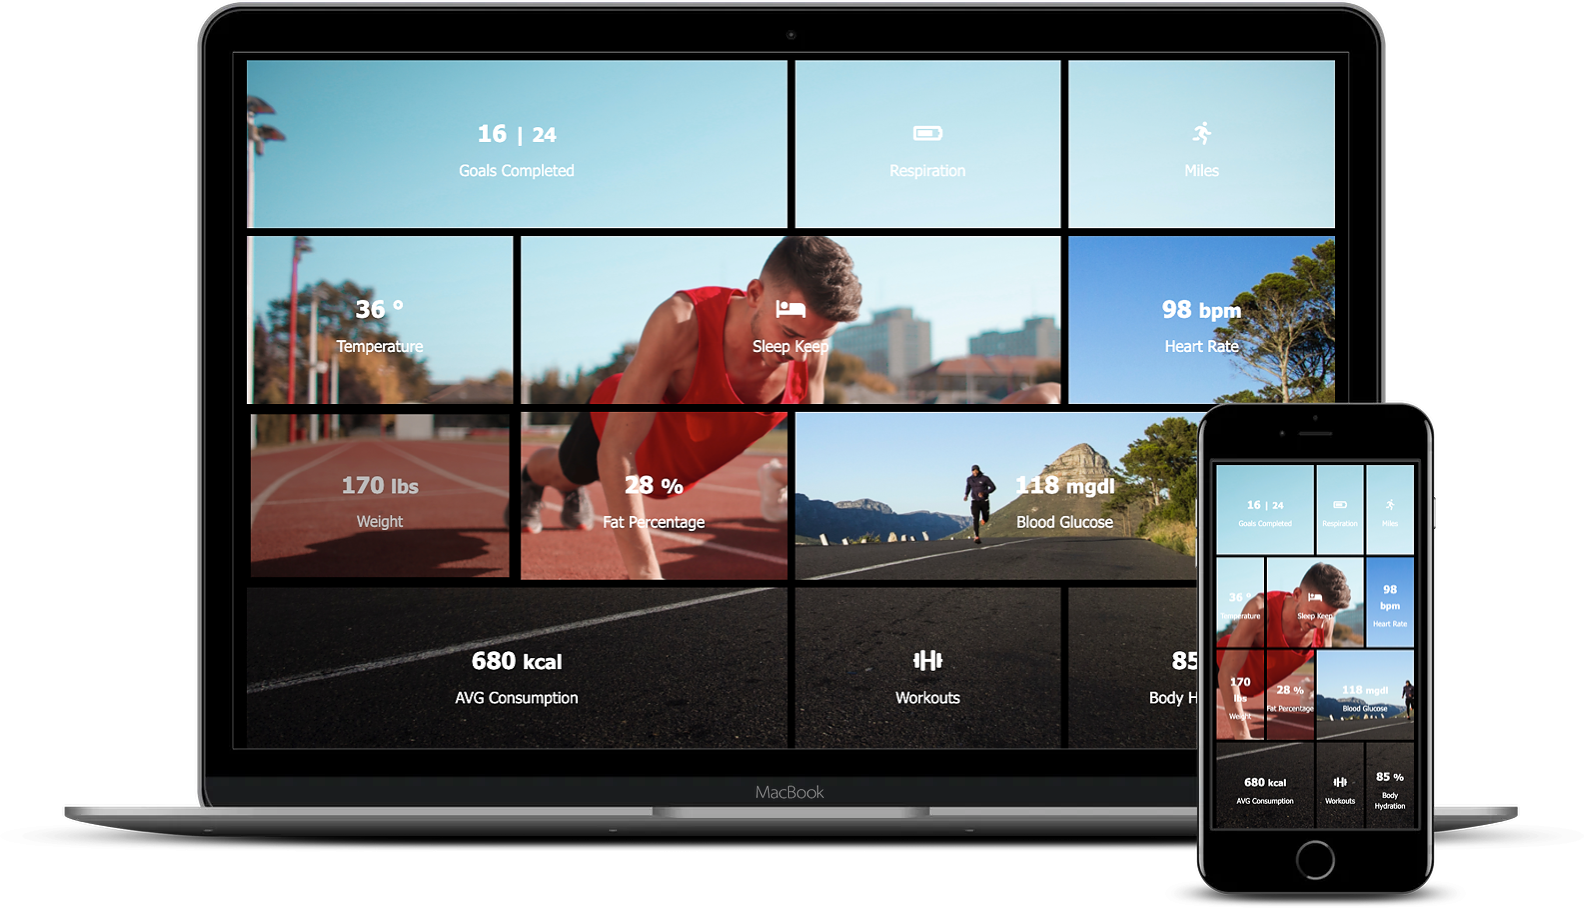 16 | 24
Goals Completed
Respiration
Miles
36 °
Temperature
Sleep Keep
98 bpm
Heart Rate
170 lbs
Weight
28 %
Fat Percentage
118 mgdl
Blood Glucose
680 kcal
AVG Consumption
Workouts
85
Body H
MacBook
16 | 24
Goals Completed
Respiration
Miles
36 °
Temperature
Sleep Keep
98
bpm
Heart Rate
170
lbs
Weight
28 %
Fat Percentage
118 mgdl
Blood Glucose
680 kcal
AVG Consumption
Workouts
85 %
Body
Hydration